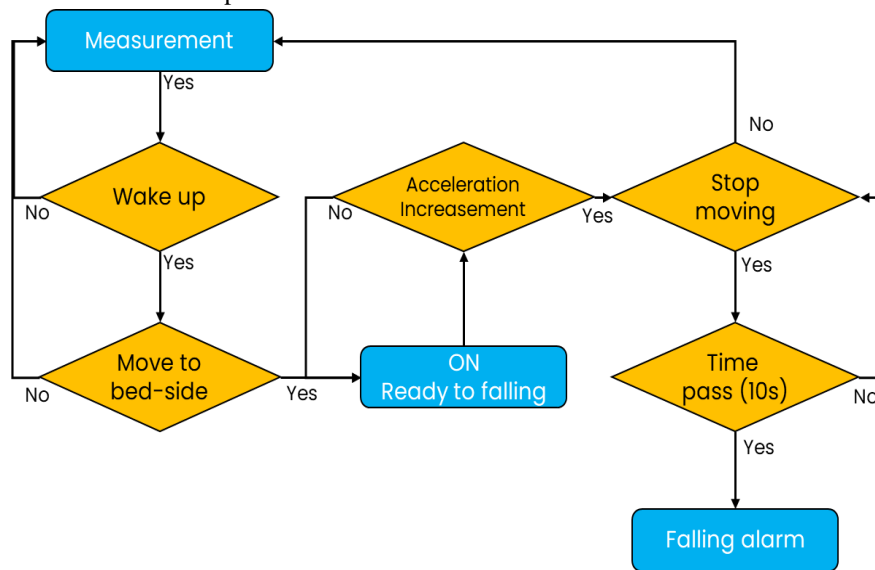 Measurement
Yes
No
Wake up
No
Acceleration
Increasement
No
Yes
Stop
moving
Yes
Yes
Move to
bed-side
No
Yes
ON
Ready to falling
Time
pass (10s)
No
Yes
Falling alarm